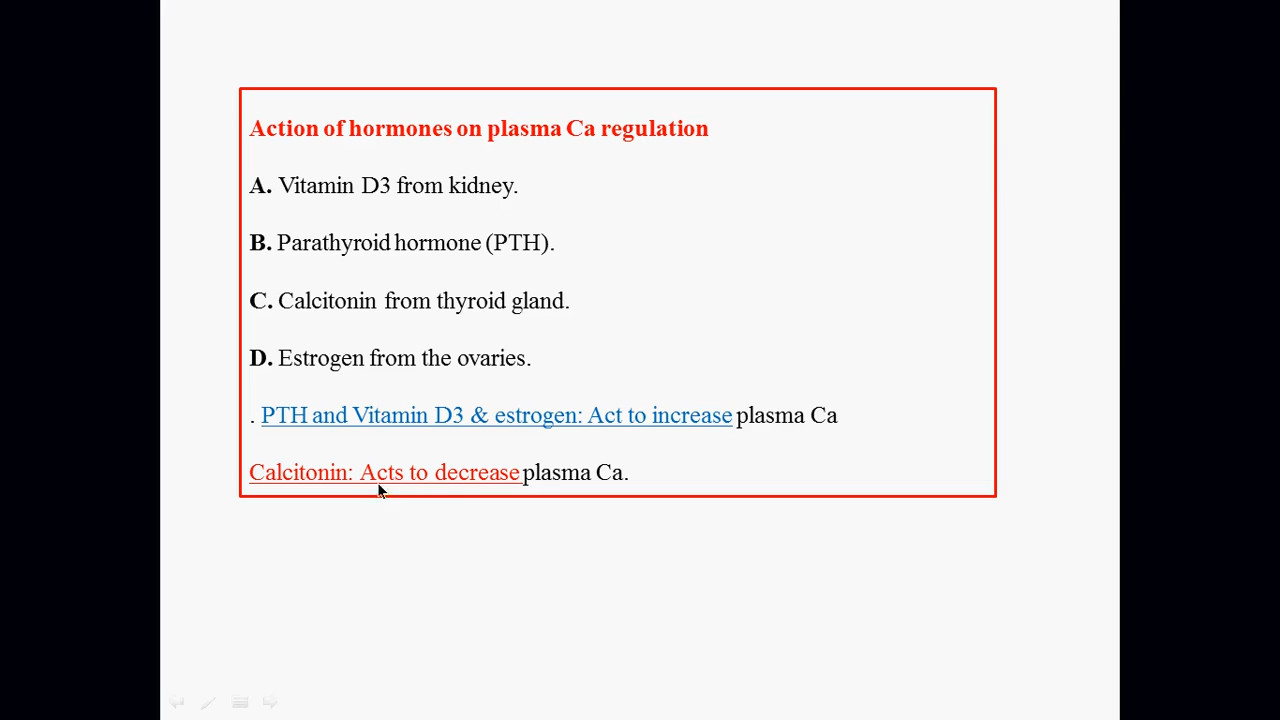 Action of hormones on plasma Ca regulation
A. Vitamin D3 from kidney.
B. Parathyroid hormone (PTH).
C. Calcitonin from thyroid gland.
D. Estrogen from the ovaries.
. PTH and Vitamin D3 & estrogen: Act to increase plasma Ca
Calcitonin: Acts to decrease plasma Ca.